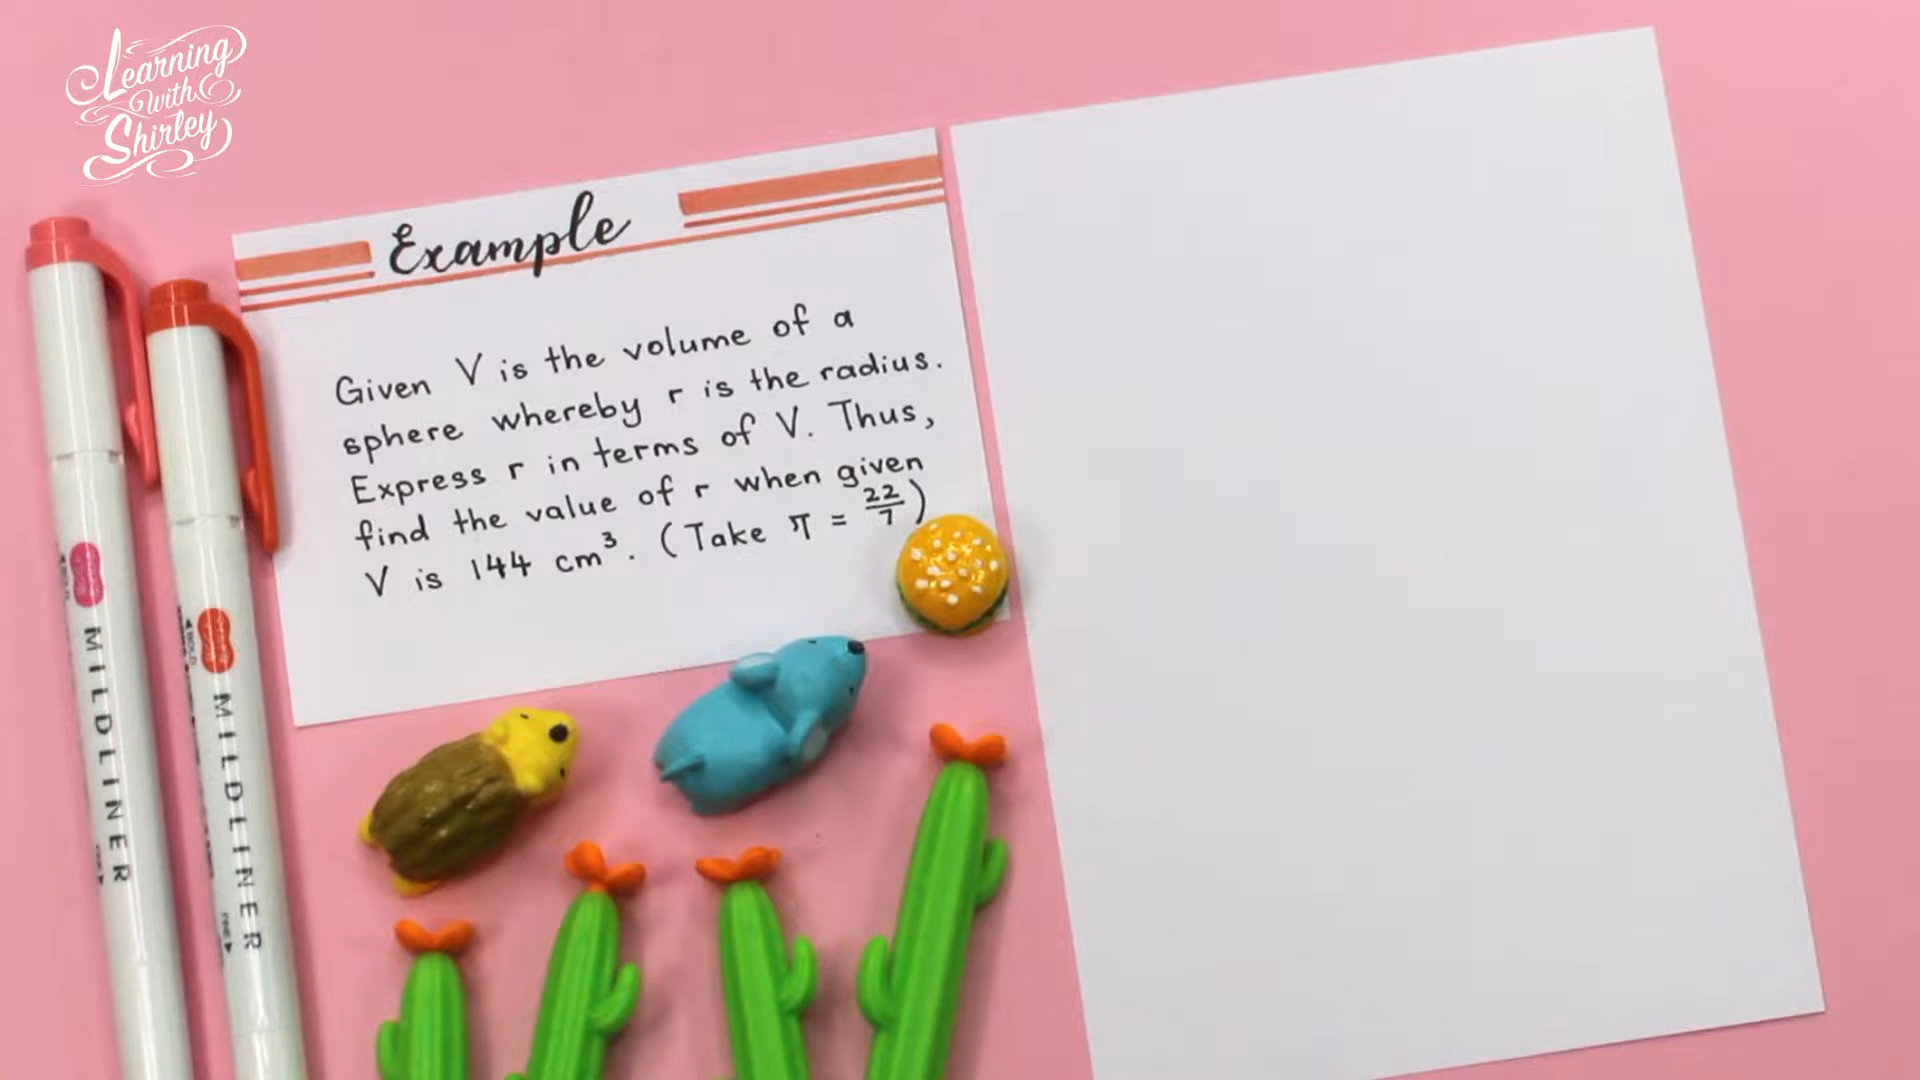 Learning
With
Shirley
Example
Given V is the volume of a
sphere whereby r is the radius.
Express r in terms of V. Thus,
find the value of r when given
V is 144 cm³. (Take π = 22/7)
MILDLINER
MILDLINER